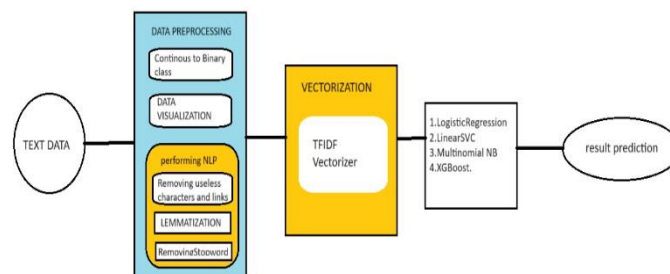 TEXT DATA
DATA PREPROCESSING
Continous to Binary
class
DATA
VISUALIZATION
performing NLP
Removing useless
characters and links
LEMMATIZATION
RemovingStopword
VECTORIZATION
TFIDF
Vectorizer
1.LogisticRegression
2.LinearSVC
3.Multinomial NB
4.XGBoost.
result prediction